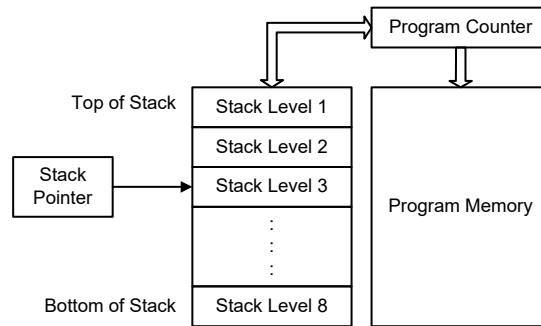 Program Counter
Top of Stack
Stack Level 1
Stack Level 2
Stack
Pointer
Stack Level 3
Program Memory
:
:
:
Bottom of Stack
Stack Level 8